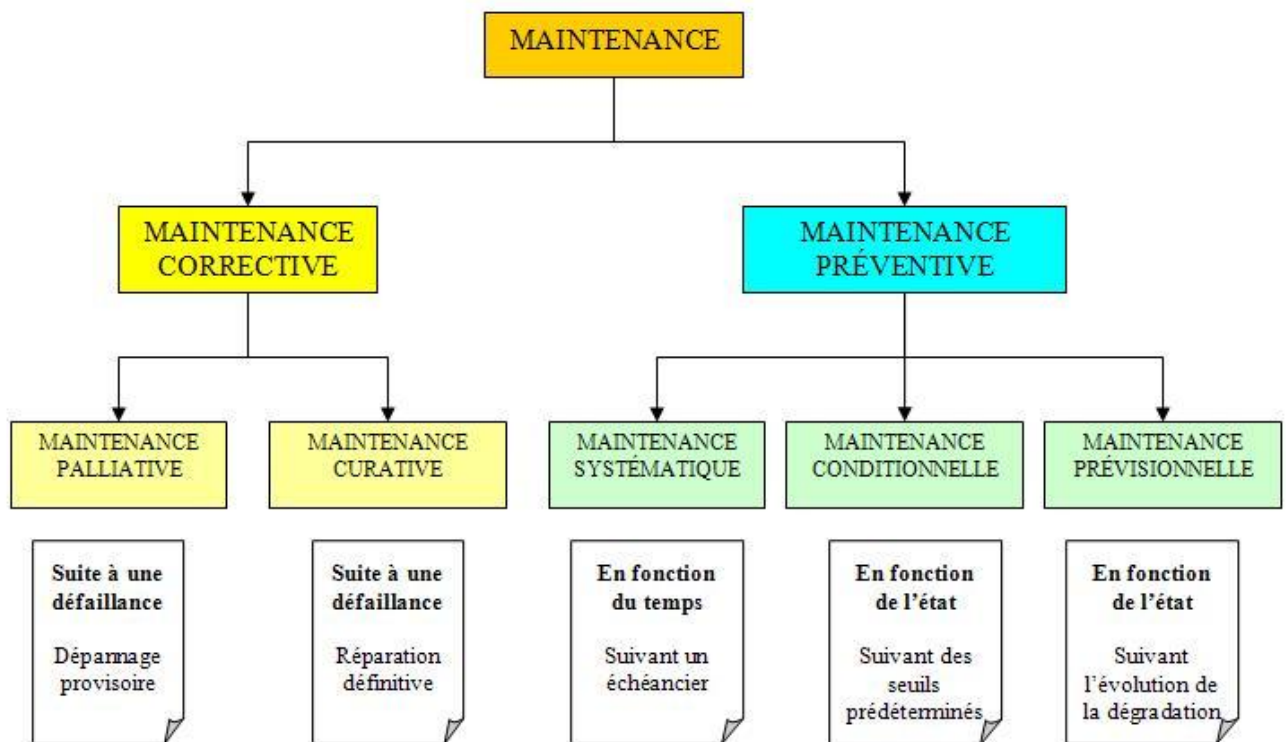 MAINTENANCE
MAINTENANCE
CORRECTIVE
MAINTENANCE
PRÉVENTIVE
MAINTENANCE
PALLIATIVE
MAINTENANCE
CURATIVE
MAINTENANCE
SYSTÉMATIQUE
MAINTENANCE
CONDITIONNELLE
MAINTENANCE
PRÉVISIONNELLE
Suite à une
défaillance
Dépannage
provisoire
Suite à une
défaillance
Réparation
définitive
En fonction
du temps
Suivant un
échéancier
En fonction
de l’état
Suivant des
seuils
prédéterminés
En fonction
de l’état
Suivant
l’évolution de
la dégradation